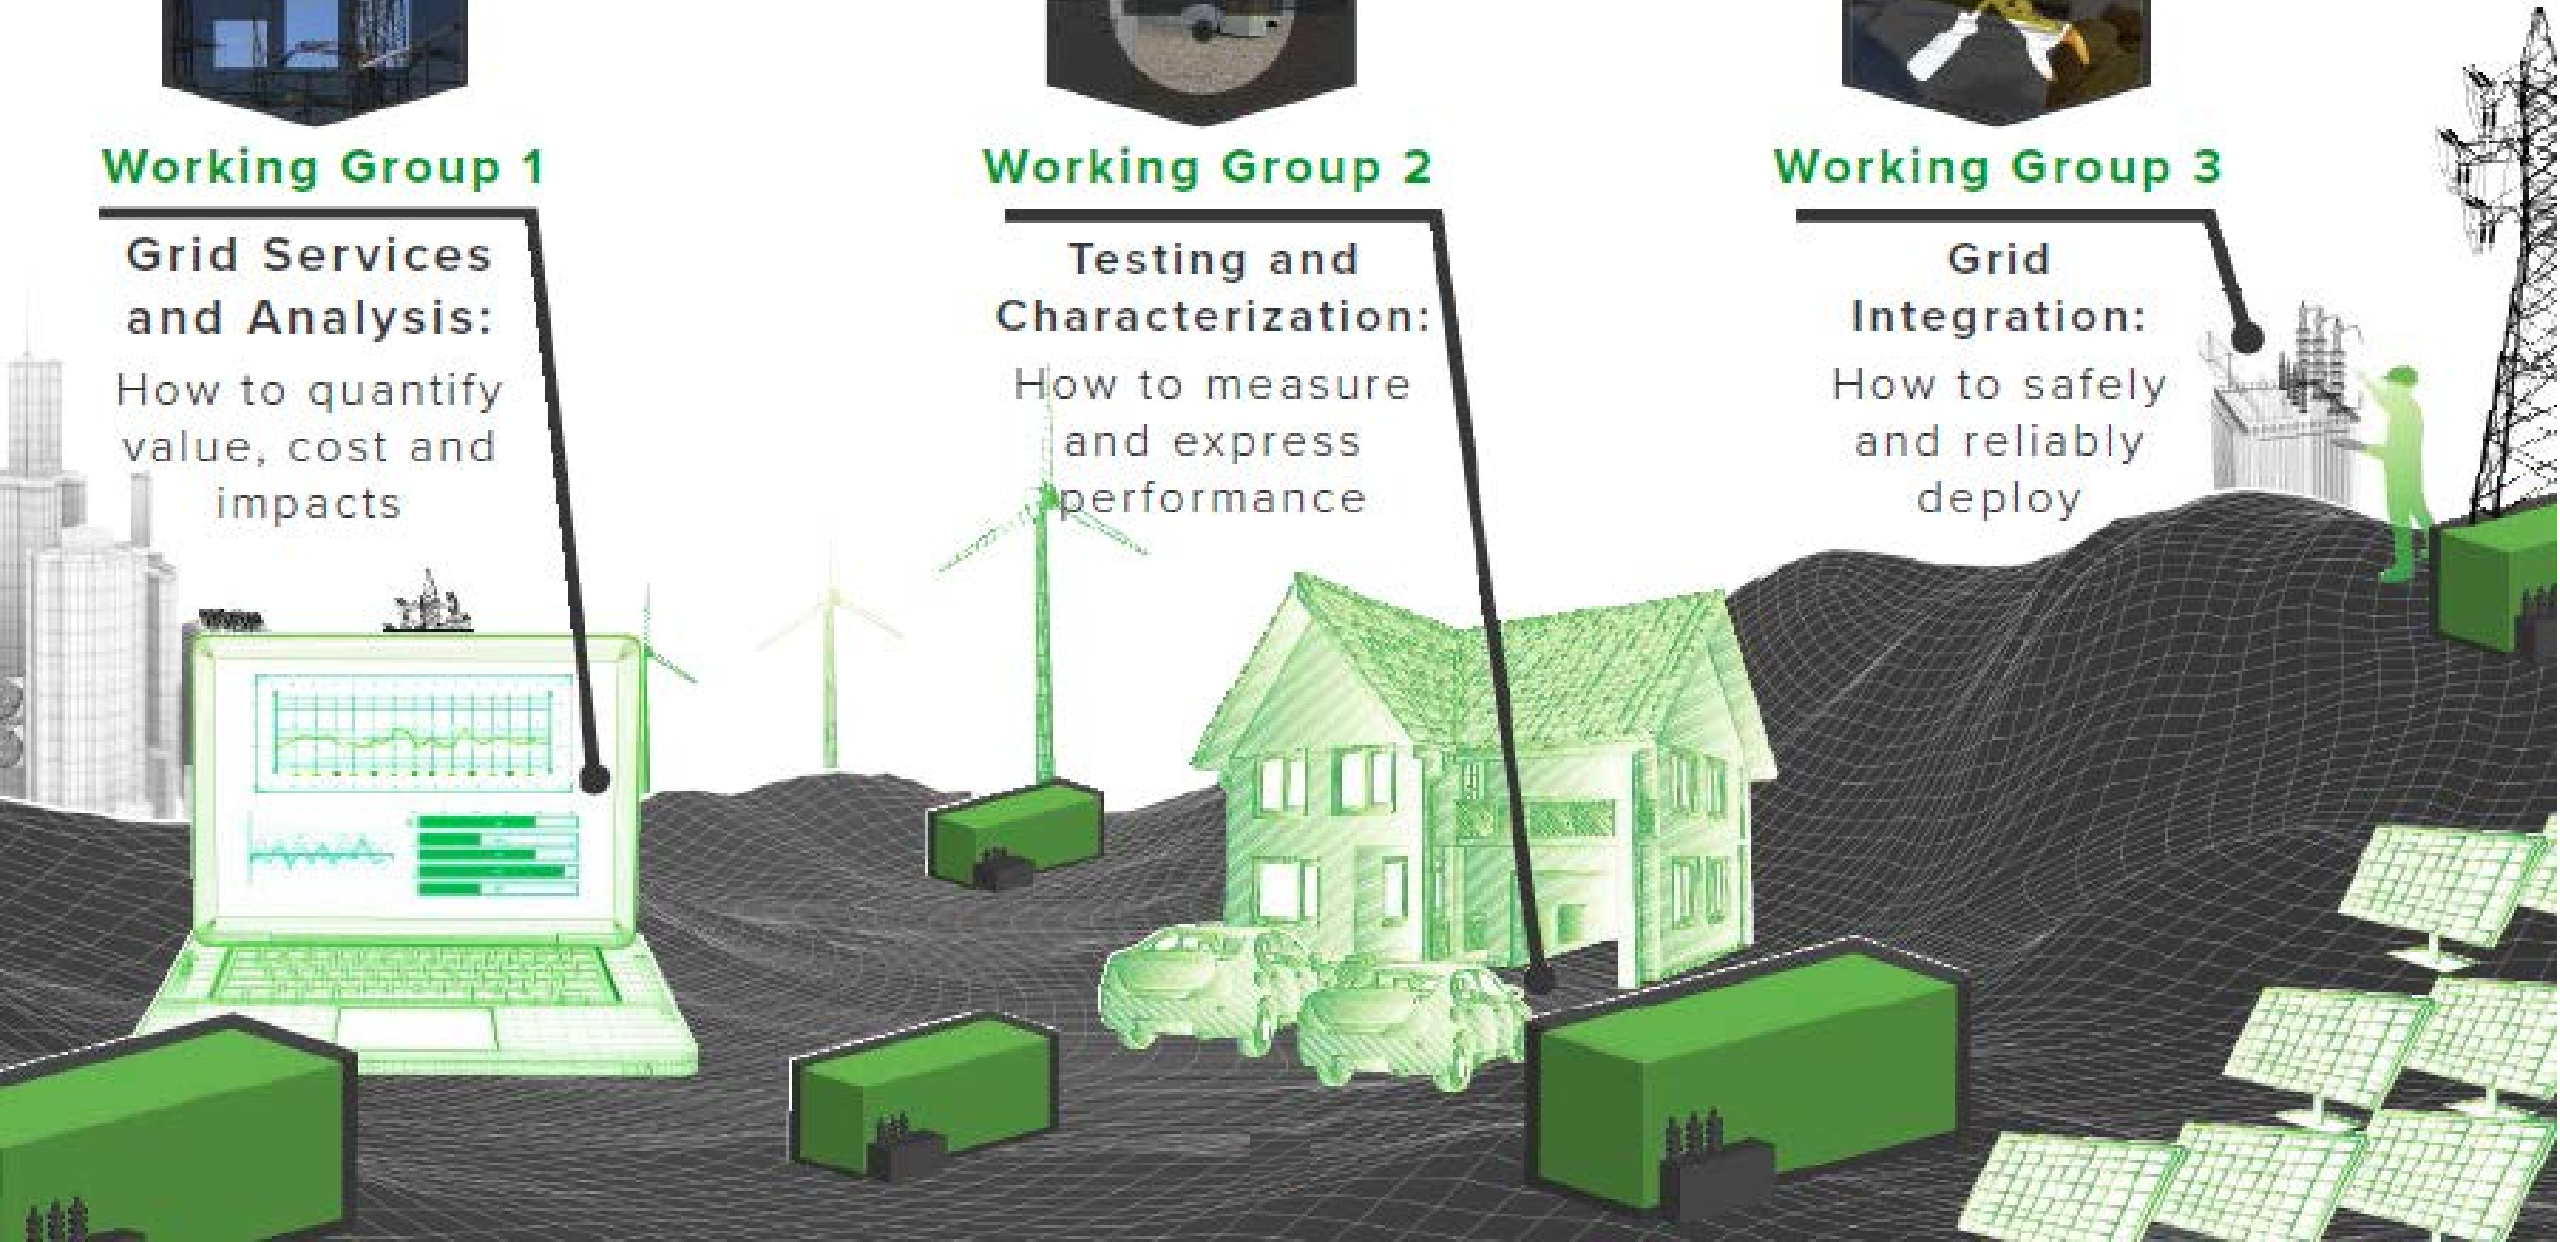 Working Group 1
Grid Services
and Analysis:
How to quantify
value, cost and
impacts
Working Group 2
Testing and
Characterization:
How to measure
and express
performance
Working Group 3
Grid
Integration:
How to safely
and reliably
deploy